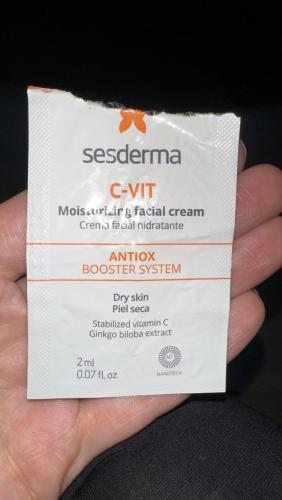 sesderma
C-VIT
Moisturizing facial cream
Crema facial hidratante
ANTIOX
BOOSTER SYSTEM
Dry skin
Piel seca
Stabilized vitamin C
Ginkgo biloba extract
2 ml
0.07 fl. oz
NT
NANOTECH